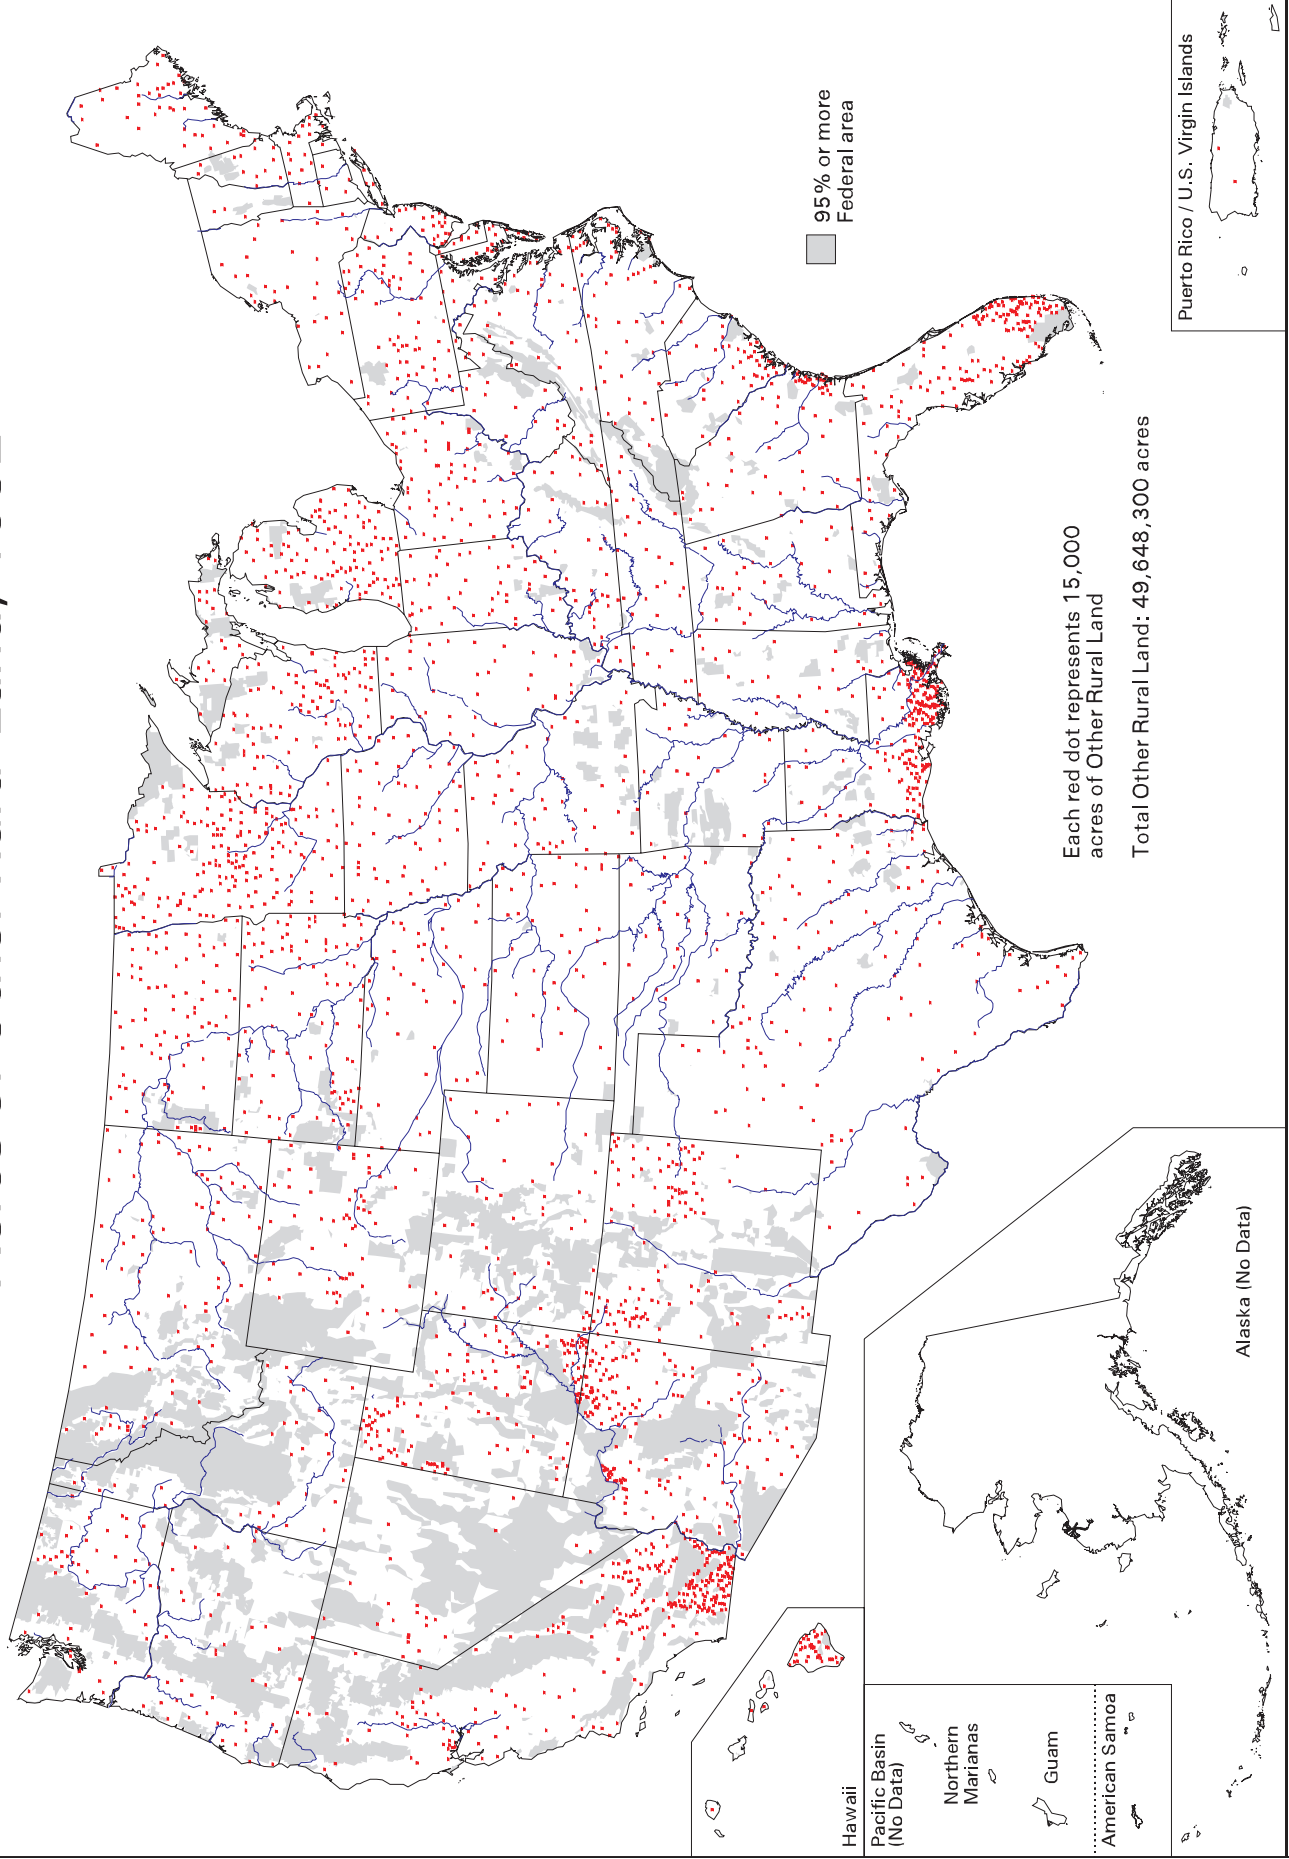 95% or more
Federal area
Each red dot represents 15,000
acres of Other Rural Land
Total Other Rural Land: 49,648,300 acres
Puerto Rico / U.S. Virgin Islands
Alaska (No Data)
Hawaii
Pacific Basin
(No Data)
Northern
Marianas
Guam
American Samoa